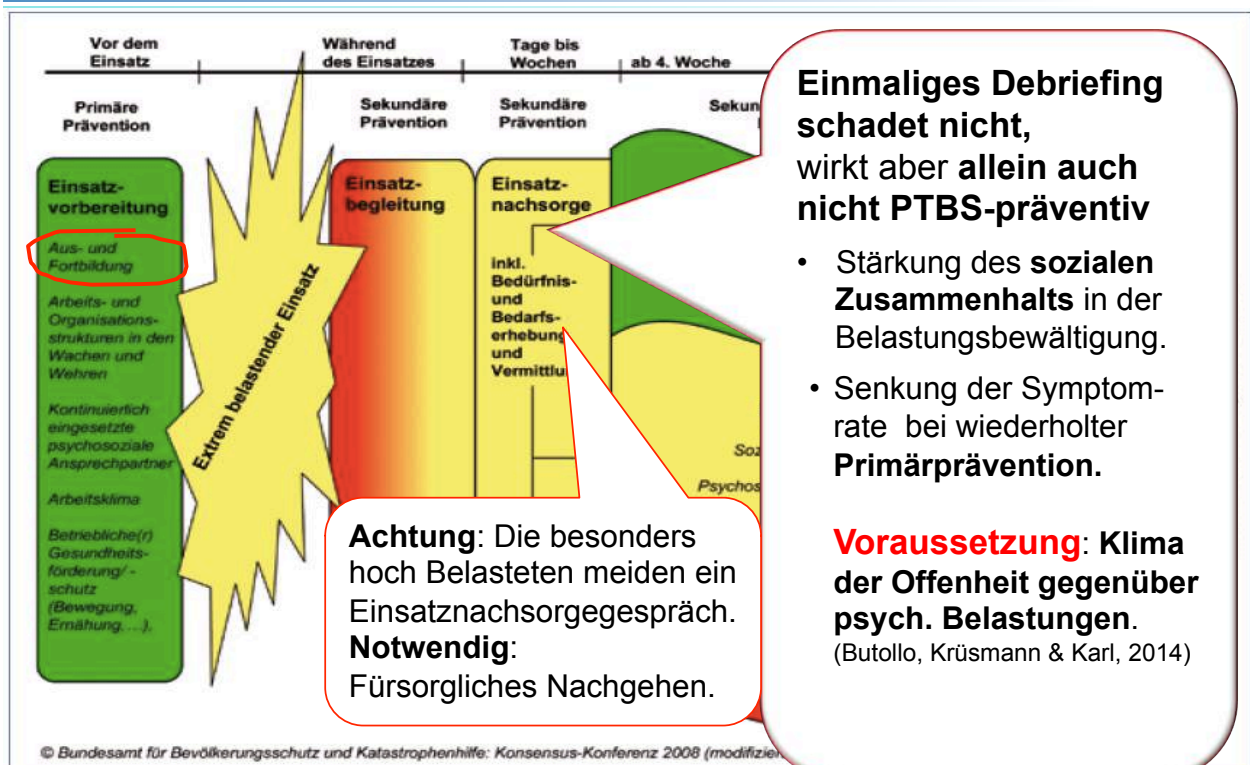 Vor dem
Einsatz
Während
des Einsatzes
Tage bis
Wochen
ab 4. Woche
Primäre
Prävention
Sekundäre
Prävention
Sekundäre
Prävention
Sekun
Einsatz-
vorbereitung
Aus- und
Fortbildung
Arbeits- und
Organisations-
strukturen in den
Wachen und
Wehren
Kontinuierlich
eingesetzte
psychosoziale
Ansprechpartner
Arbeitsklima
Betriebliche(r)
Gesundheits-
förderung/ -
schutz
(Bewegung,
Ernährung, ...),
Extrem belastender Einsatz
Einsatz-
begleitung
Einsatz-
nachsorge
inkl.
Bedürfnis-
und
Bedarfs-
erhebung
und
Vermittlu
Soz
Psychos
Achtung: Die besonders
hoch Belasteten meiden ein
Einsatznachsorgegespräch.
Notwendig:
Fürsorgliches Nachgehen.
Einmaliges Debriefing
schadet nicht,
wirkt aber allein auch
nicht PTBS-präventiv
• Stärkung des sozialen
Zusammenhalts in der
Belastungsbewältigung.
• Senkung der Symptom-
rate bei wiederholter
Primärprävention.
Voraussetzung: Klima
der Offenheit gegenüber
psych. Belastungen.
(Butollo, Krüsmann & Karl, 2014)
© Bundesamt für Bevölkerungsschutz und Katastrophenhilfe: Konsensus-Konferenz 2008 (modifizier